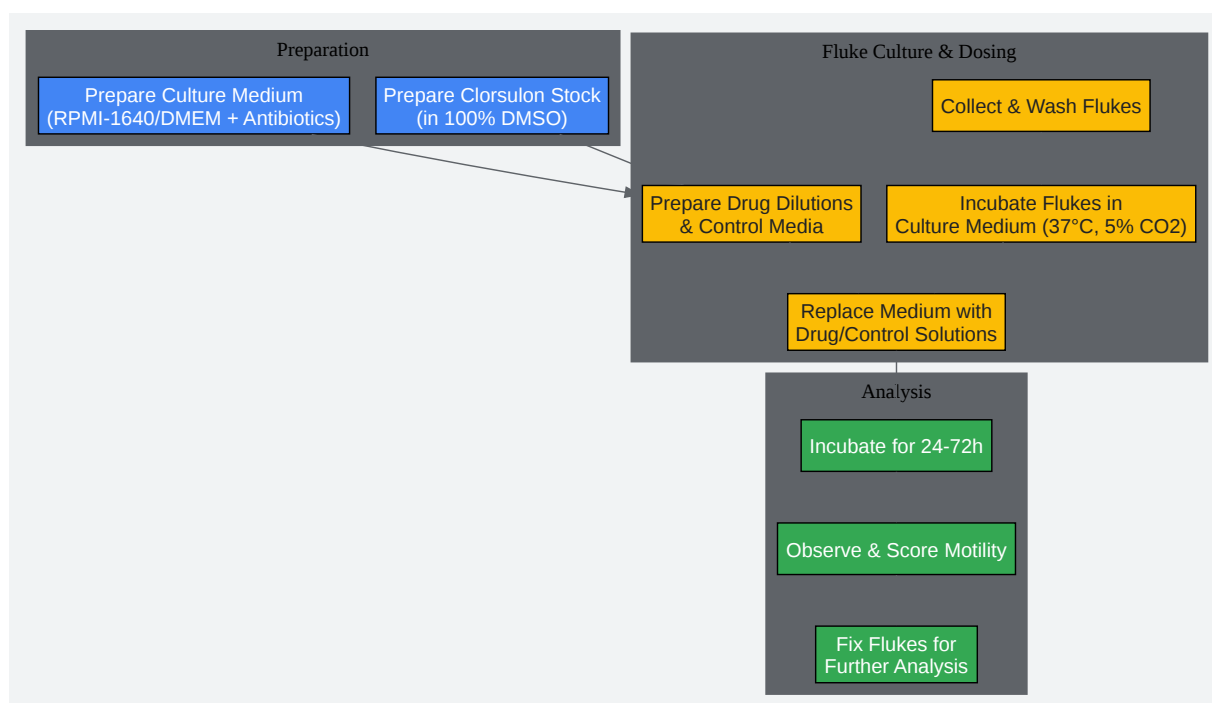 Preparation
Prepare Culture Medium
(RPMI-1640/DMEM + Antibiotics)
Prepare Clorsulon Stock
(in 100% DMSO)
Fluke Culture & Dosing
Collect & Wash Flukes
Prepare Drug Dilutions
& Control Media
Incubate Flukes in
Culture Medium (37°C, 5% CO2)
Replace Medium with
Drug/Control Solutions
Analysis
Incubate for 24-72h
Observe & Score Motility
Fix Flukes for
Further Analysis